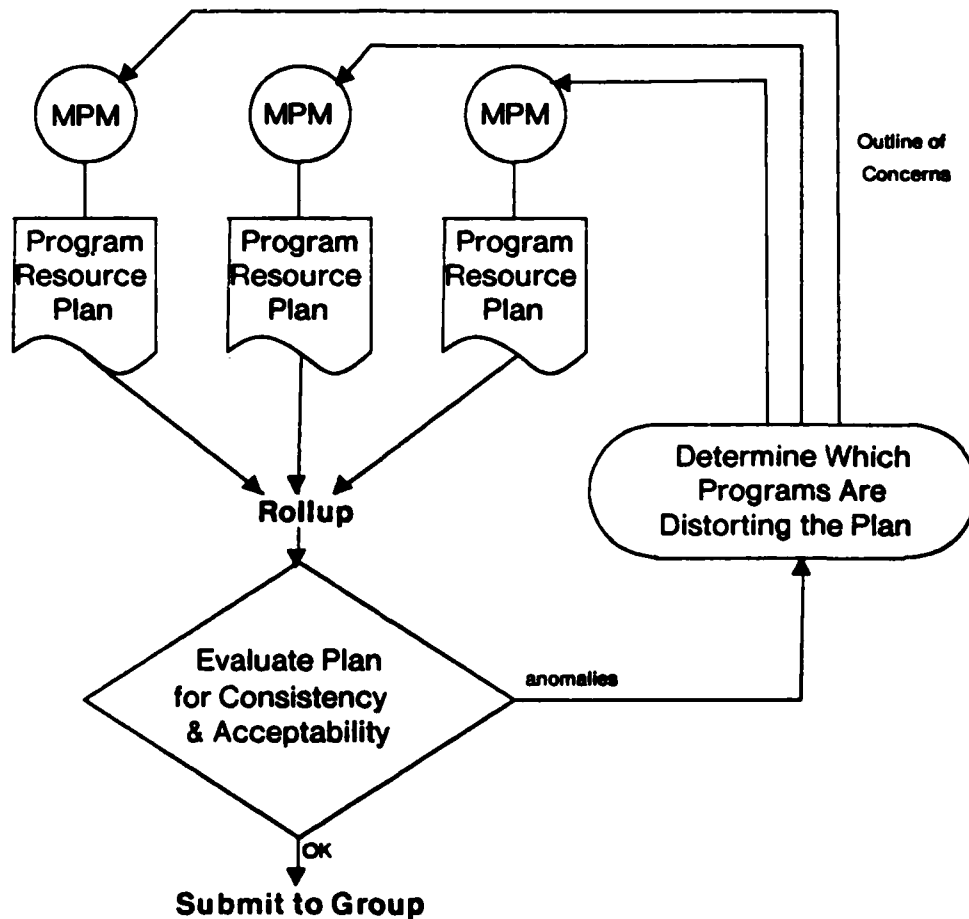 MPM
MPM
MPM
Outline of
Concerns
Program
Resource
Plan
Program
Resource
Plan
Program
Resource
Plan
Determine Which
Programs Are
Distorting the Plan
Rollup
Evaluate Plan
for Consistency
& Acceptability
anomalies
OK
Submit to Group